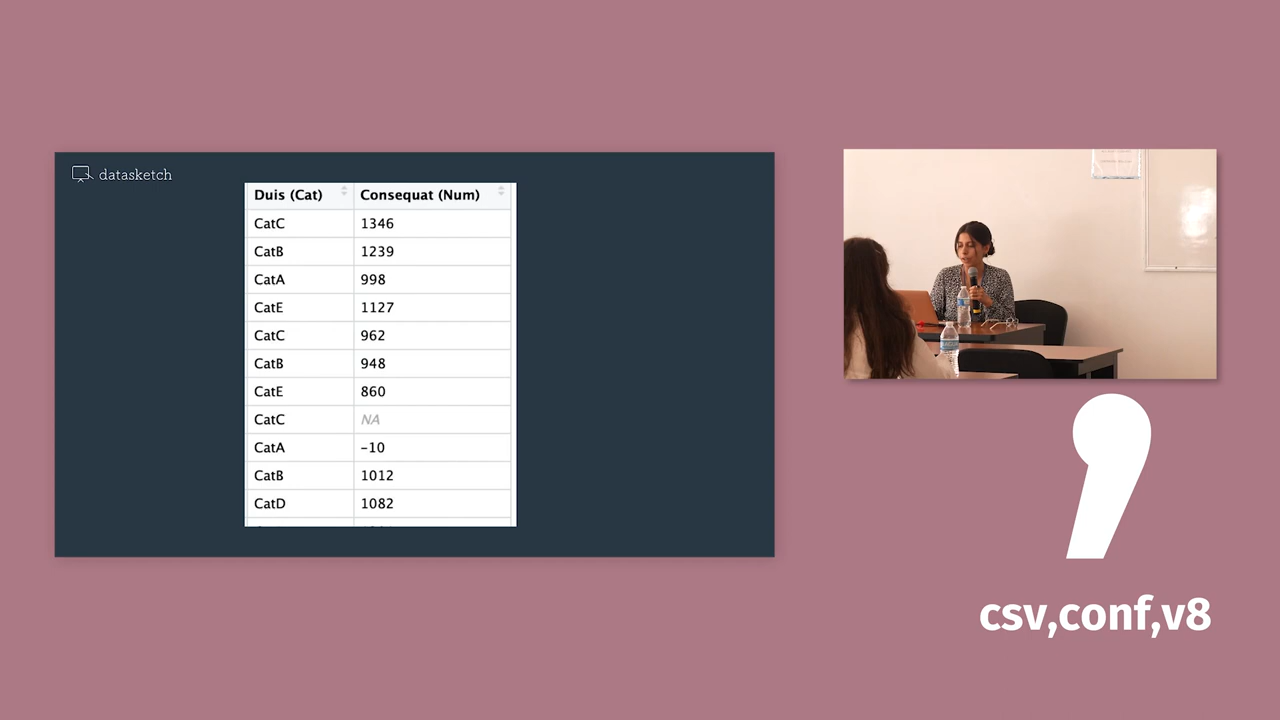 datasketch
Duis (Cat) Consequat (Num)
CatC 1346
CatB 1239
CatA 998
CatE 1127
CatC 962
CatB 948
CatE 860
CatC NA
CatA -10
CatB 1012
CatD 1082
csv,conf,v8